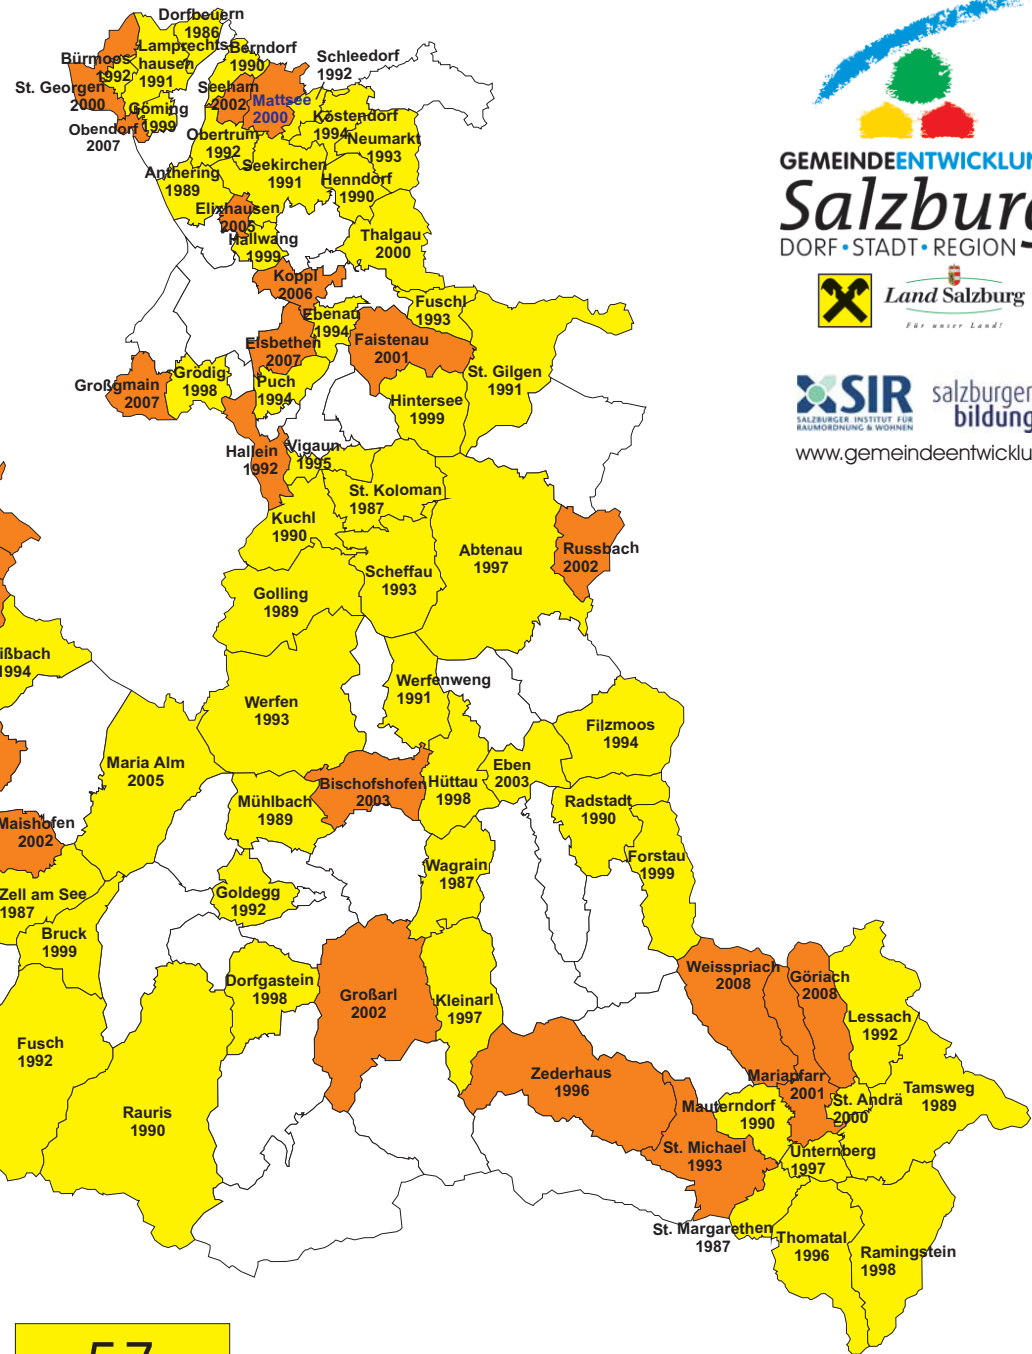 Dorfbeuern
1986
Lamprechts-
hausen
1991
Berndorf
1990
Schleedorf
1992
Bürmoos
1992
St. Georgen
2000
Seeham
2002
Mattsee
2000
Göming
1999
Köstendorf
1994
Obendorf
2007
Obertrum
1992
Neumarkt
1993
Anthering
1989
Seekirchen
1991
Henndorf
1990
Elixhausen
2005
Hallwang
1999
Thalgau
2000
Koppl
2006
Ebenau
1994
Fuschl
1993
Elsbethen
2007
Faistenau
2001
St. Gilgen
1991
Großgmain
2007
Grödig
1998
Puch
1994
Hintersee
1999
Hallein
1992
Vigaun
1995
St. Koloman
1987
Kuchl
1990
Abtenau
1997
Russbach
2002
Scheffau
1993
Golling
1989
ißbach
1994
Werfenweng
1991
Werfen
1993
Filzmoos
1994
Maria Alm
2005
Bischofshofen
2003
Hüttau
1998
Eben
2003
Mühlbach
1989
Radstadt
1990
Maishofen
2002
Forstau
1999
Wagrain
1987
Zell am See
1987
Goldegg
1992
Bruck
1999
Weisspriach
2008
Göriach
2008
Dorfgastein
1998
Großarl
2002
Kleinarl
1997
Lessach
1992
Fusch
1992
Zederhaus
1996
Mariapfarr
2001
Tamsweg
1989
Rauris
1990
Mauterndorf
1990
St. Andrä
2000
St. Michael
1993
Unternberg
1997
St. Margarethen
1987
Thomatal
1996
Ramingstein
1998
57
GEMEINDEENTWICKLUN
Salzburg
DORF•STADT•REGION
Land Salzburg
Für unser Land!
SIR
SALZBURGER INSTITUT FÜR
RAUMORDNUNG & WOHNEN
salzburger
bildung
www.gemeindeentwicklu